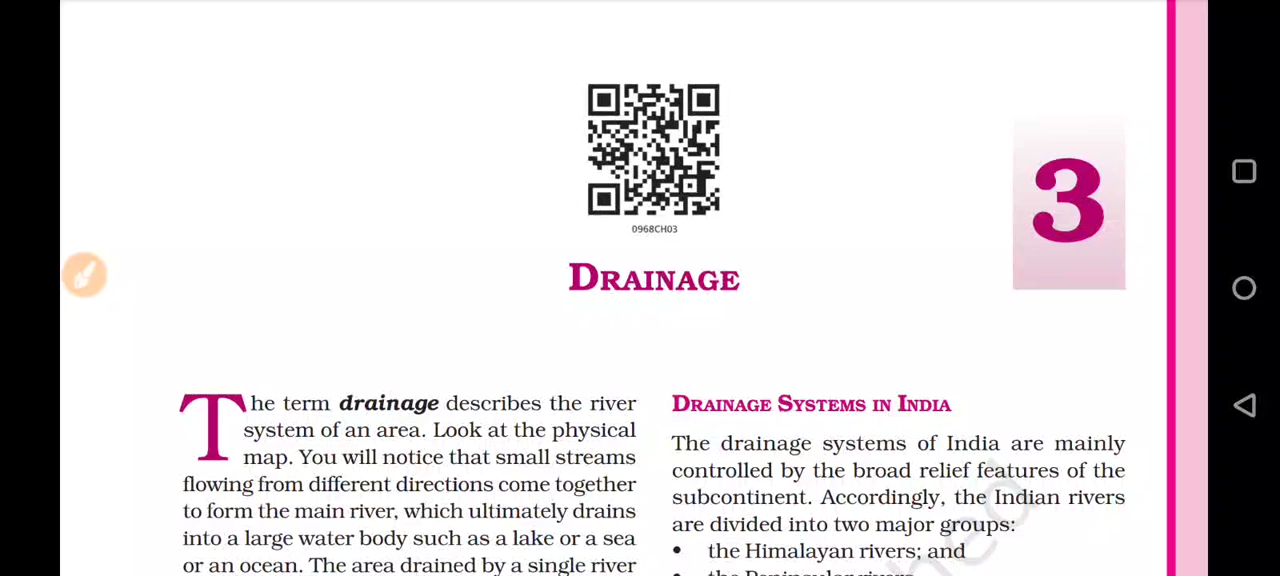 0968CH03
3
DRAINAGE
The term drainage describes the river
system of an area. Look at the physical
map. You will notice that small streams
flowing from different directions come together
to form the main river, which ultimately drains
into a large water body such as a lake or a sea
or an ocean. The area drained by a single river
DRAINAGE SYSTEMS IN INDIA
The drainage systems of India are mainly
controlled by the broad relief features of the
subcontinent. Accordingly, the Indian rivers
are divided into two major groups:
• the Himalayan rivers; and
• the Peninsular rivers